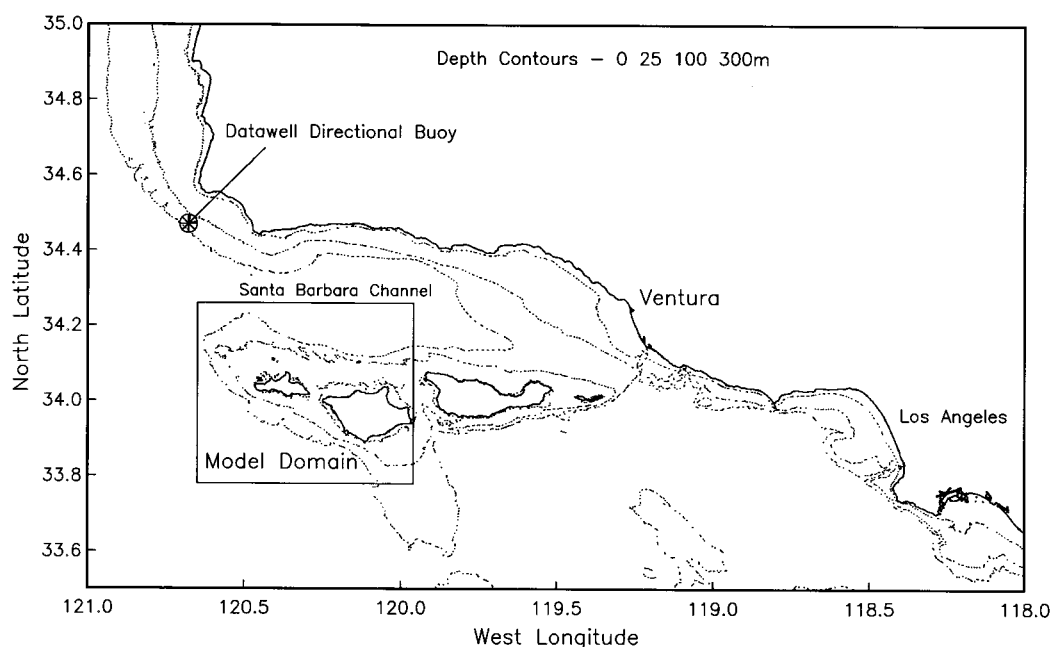 35.0
Depth Contours – 0 25 100 300m
34.8
Datawell Directional Buoy
34.6
34.4
Santa Barbara Channel
Ventura
34.2
North Latitude
34.0
Los Angeles
Model Domain
33.8
33.6
121.0 120.5 120.0 119.5 119.0 118.5 118.0
West Longitude